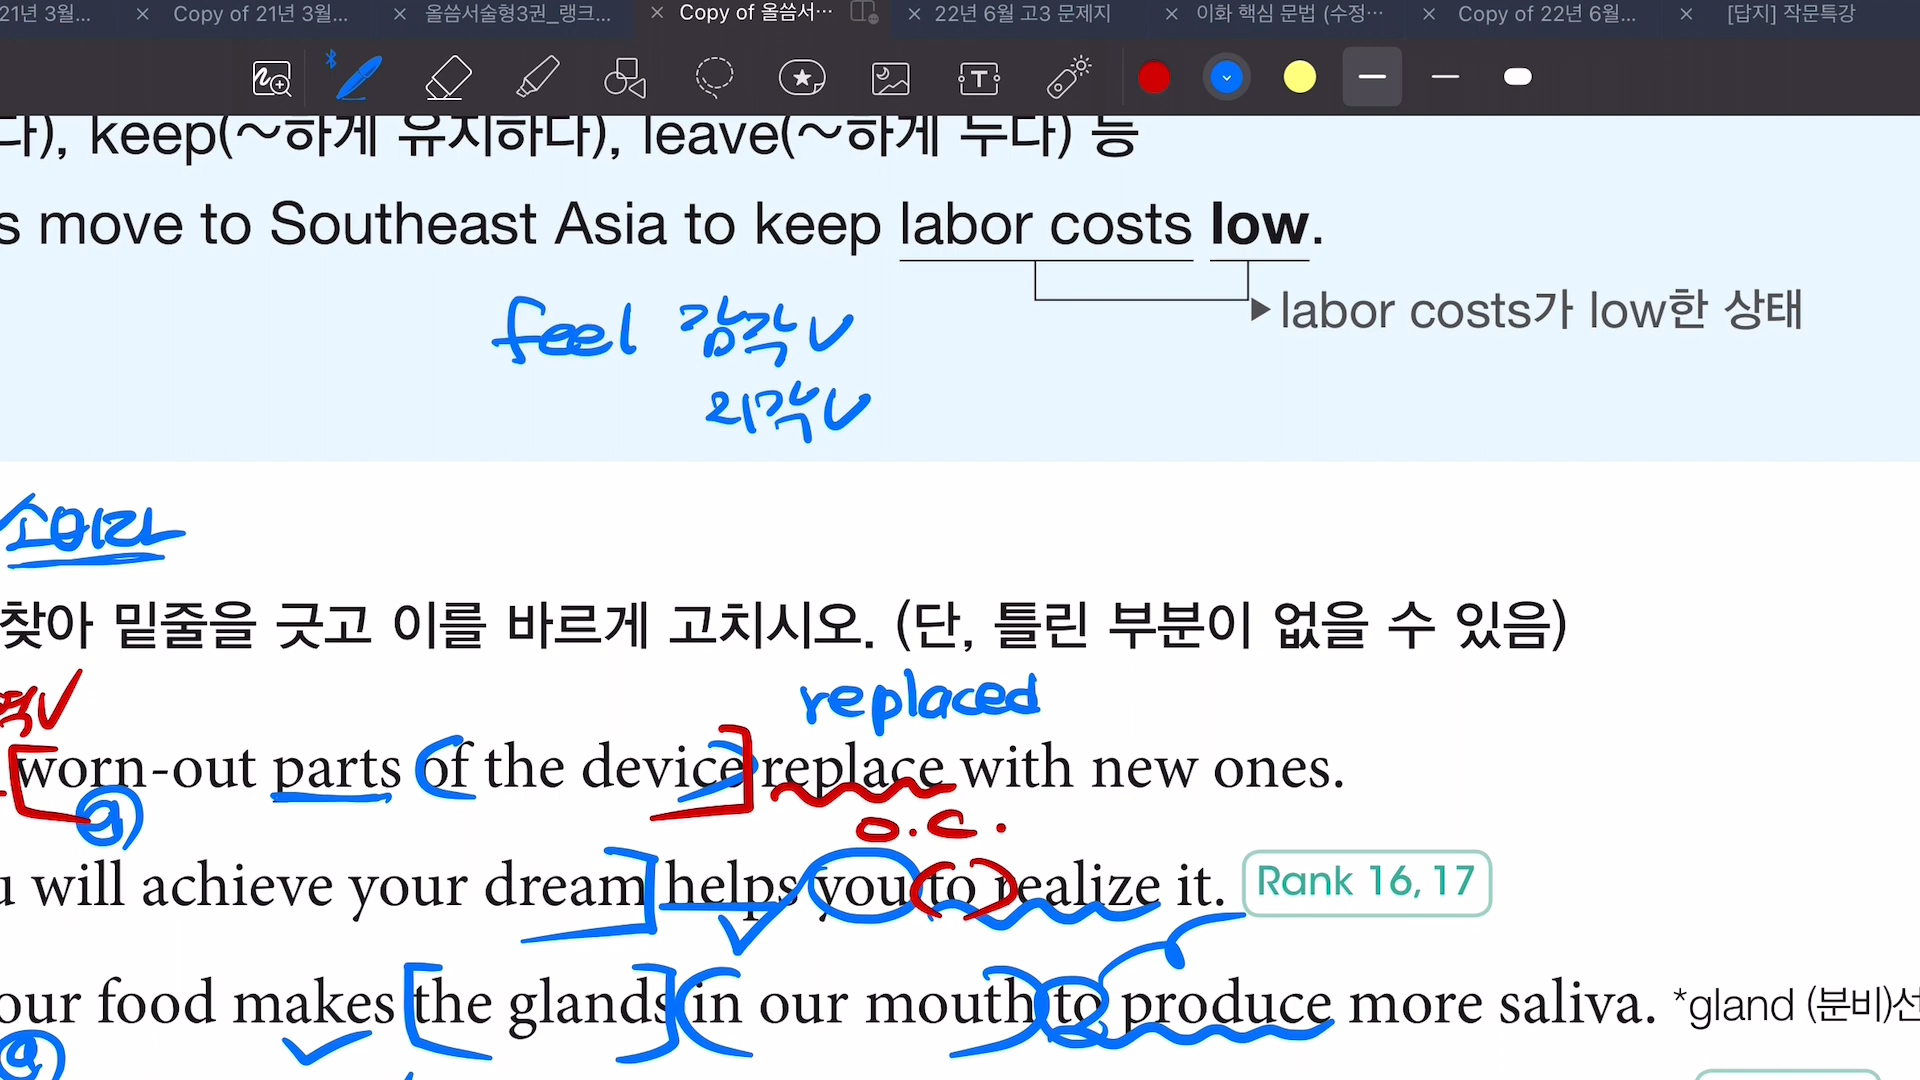 21년 3월...
Copy of 21년 3월...
올씀서술형3권_랭크...
Copy of 올씀서...
22년 6월 고3 문제지
이화 핵심 문법 (수정...
Copy of 22년 6월...
[답지] 작문특강
다), keep(~하게 유지하다), leave(~하게 두다) 등
s move to Southeast Asia to keep labor costs low.
▶labor costs가 low한 상태
feel 감각V
지각V
찾아 밑줄을 긋고 이를 바르게 고치시오. (단, 틀린 부분이 없을 수 있음)
replaced
worn-out parts of the device replace with new ones.
a
O.C.
u will achieve your dream helps you to realize it. Rank 16, 17
our food makes the glands in our mouth to produce more saliva. *gland (분비)선
a